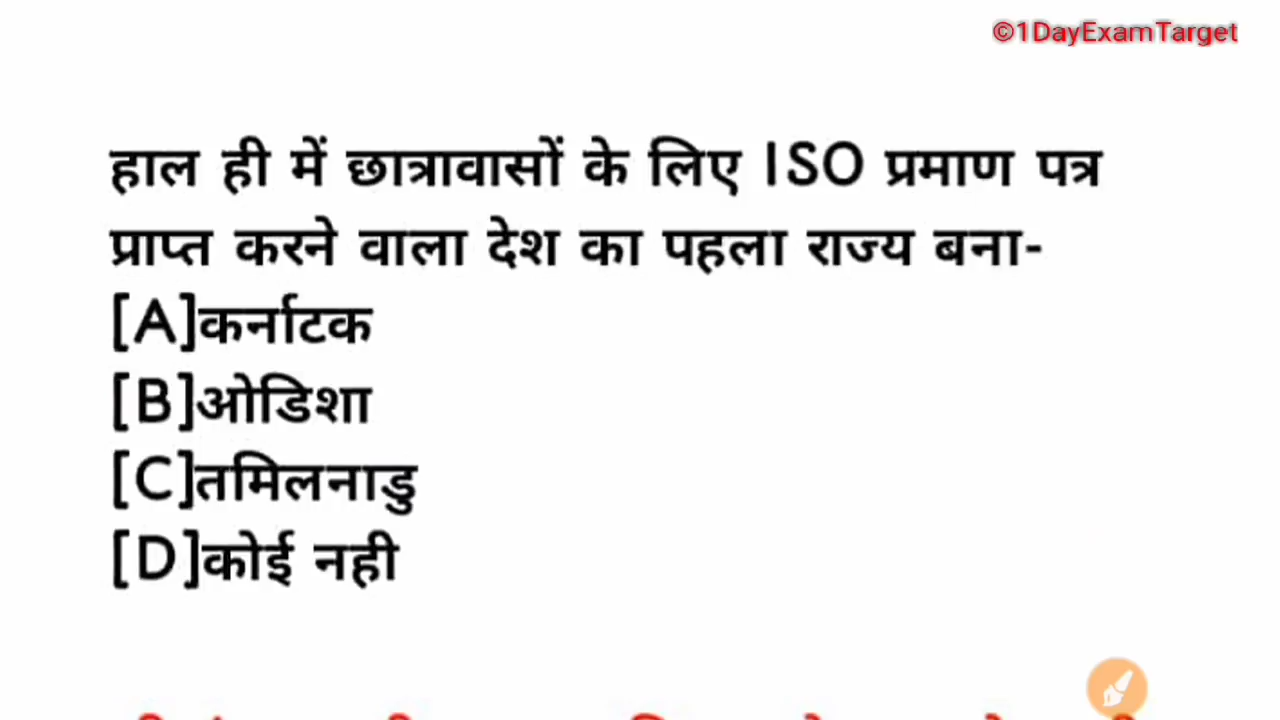 ©1DayExamTarget
हाल ही में छात्रावासों के लिए ISO प्रमाण पत्र
प्राप्त करने वाला देश का पहला राज्य बना-
[A]कर्नाटक
[B]ओडिशा
[C]तमिलनाडु
[D]कोई नही